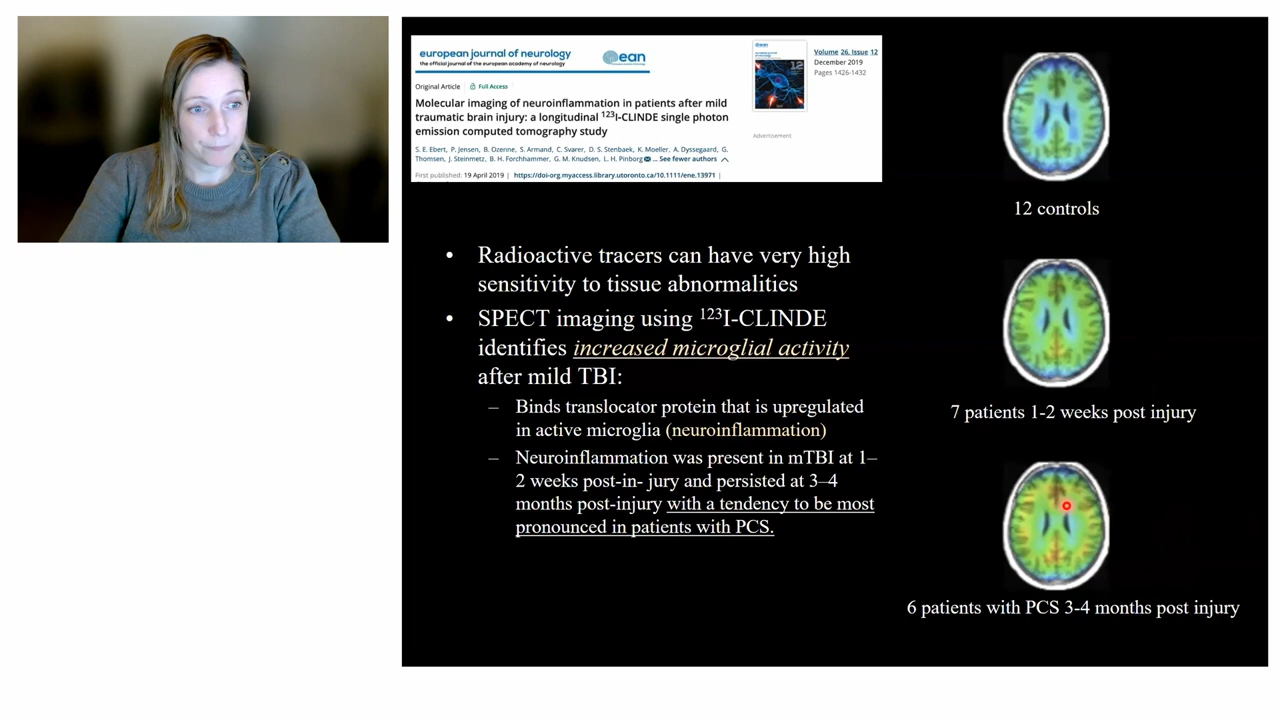 european journal of neurology
the official journal of the european academy of neurology
ean
Original Article | Full Access
Molecular imaging of neuroinflammation in patients after mild
traumatic brain injury: a longitudinal ¹²³I-CLINDE single photon
emission computed tomography study
S. E. Ebert, P. Jensen, B. Ozenne, S. Armand, C. Svarer, D. S. Stenbaek, K. Moeller, A. Dyssegaard, G.
Thomsen, J. Steinmetz, B. H. Forchhammer, G. M. Knudsen, L. H. Pinborg ... See fewer authors
First published: 19 April 2019 | https://doi-org.myaccess.library.utoronto.ca/10.1111/ene.13971 |
Volume 26, Issue 12
December 2019
Pages 1426-1432
Advertisement
• Radioactive tracers can have very high
sensitivity to tissue abnormalities
• SPECT imaging using ¹²³I-CLINDE
identifies increased microglial activity
after mild TBI:
– Binds translocator protein that is upregulated
in active microglia (neuroinflammation)
– Neuroinflammation was present in mTBI at 1–
2 weeks post-in- jury and persisted at 3–4
months post-injury with a tendency to be most
pronounced in patients with PCS.
12 controls
7 patients 1-2 weeks post injury
6 patients with PCS 3-4 months post injury